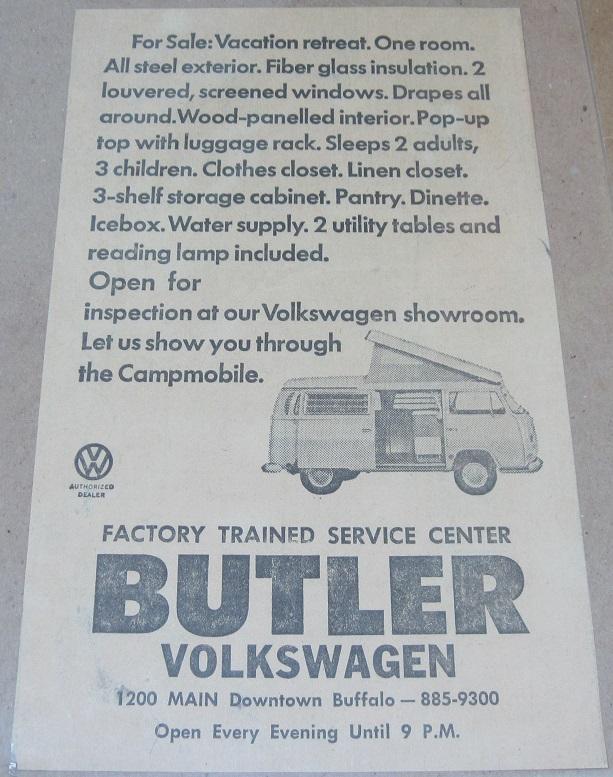 For Sale: Vacation retreat. One room.
All steel exterior. Fiber glass insulation. 2
louvered, screened windows. Drapes all
around. Wood-panelled interior. Pop-up
top with luggage rack. Sleeps 2 adults,
3 children. Clothes closet. Linen closet.
3-shelf storage cabinet. Pantry. Dinette.
Icebox. Water supply. 2 utility tables and
reading lamp included.
Open for
inspection at our Volkswagen showroom.
Let us show you through
the Campmobile.
VW
AUTHORIZED
DEALER
FACTORY TRAINED SERVICE CENTER
BUTLER
VOLKSWAGEN
1200 MAIN Downtown Buffalo — 885-9300
Open Every Evening Until 9 P.M.